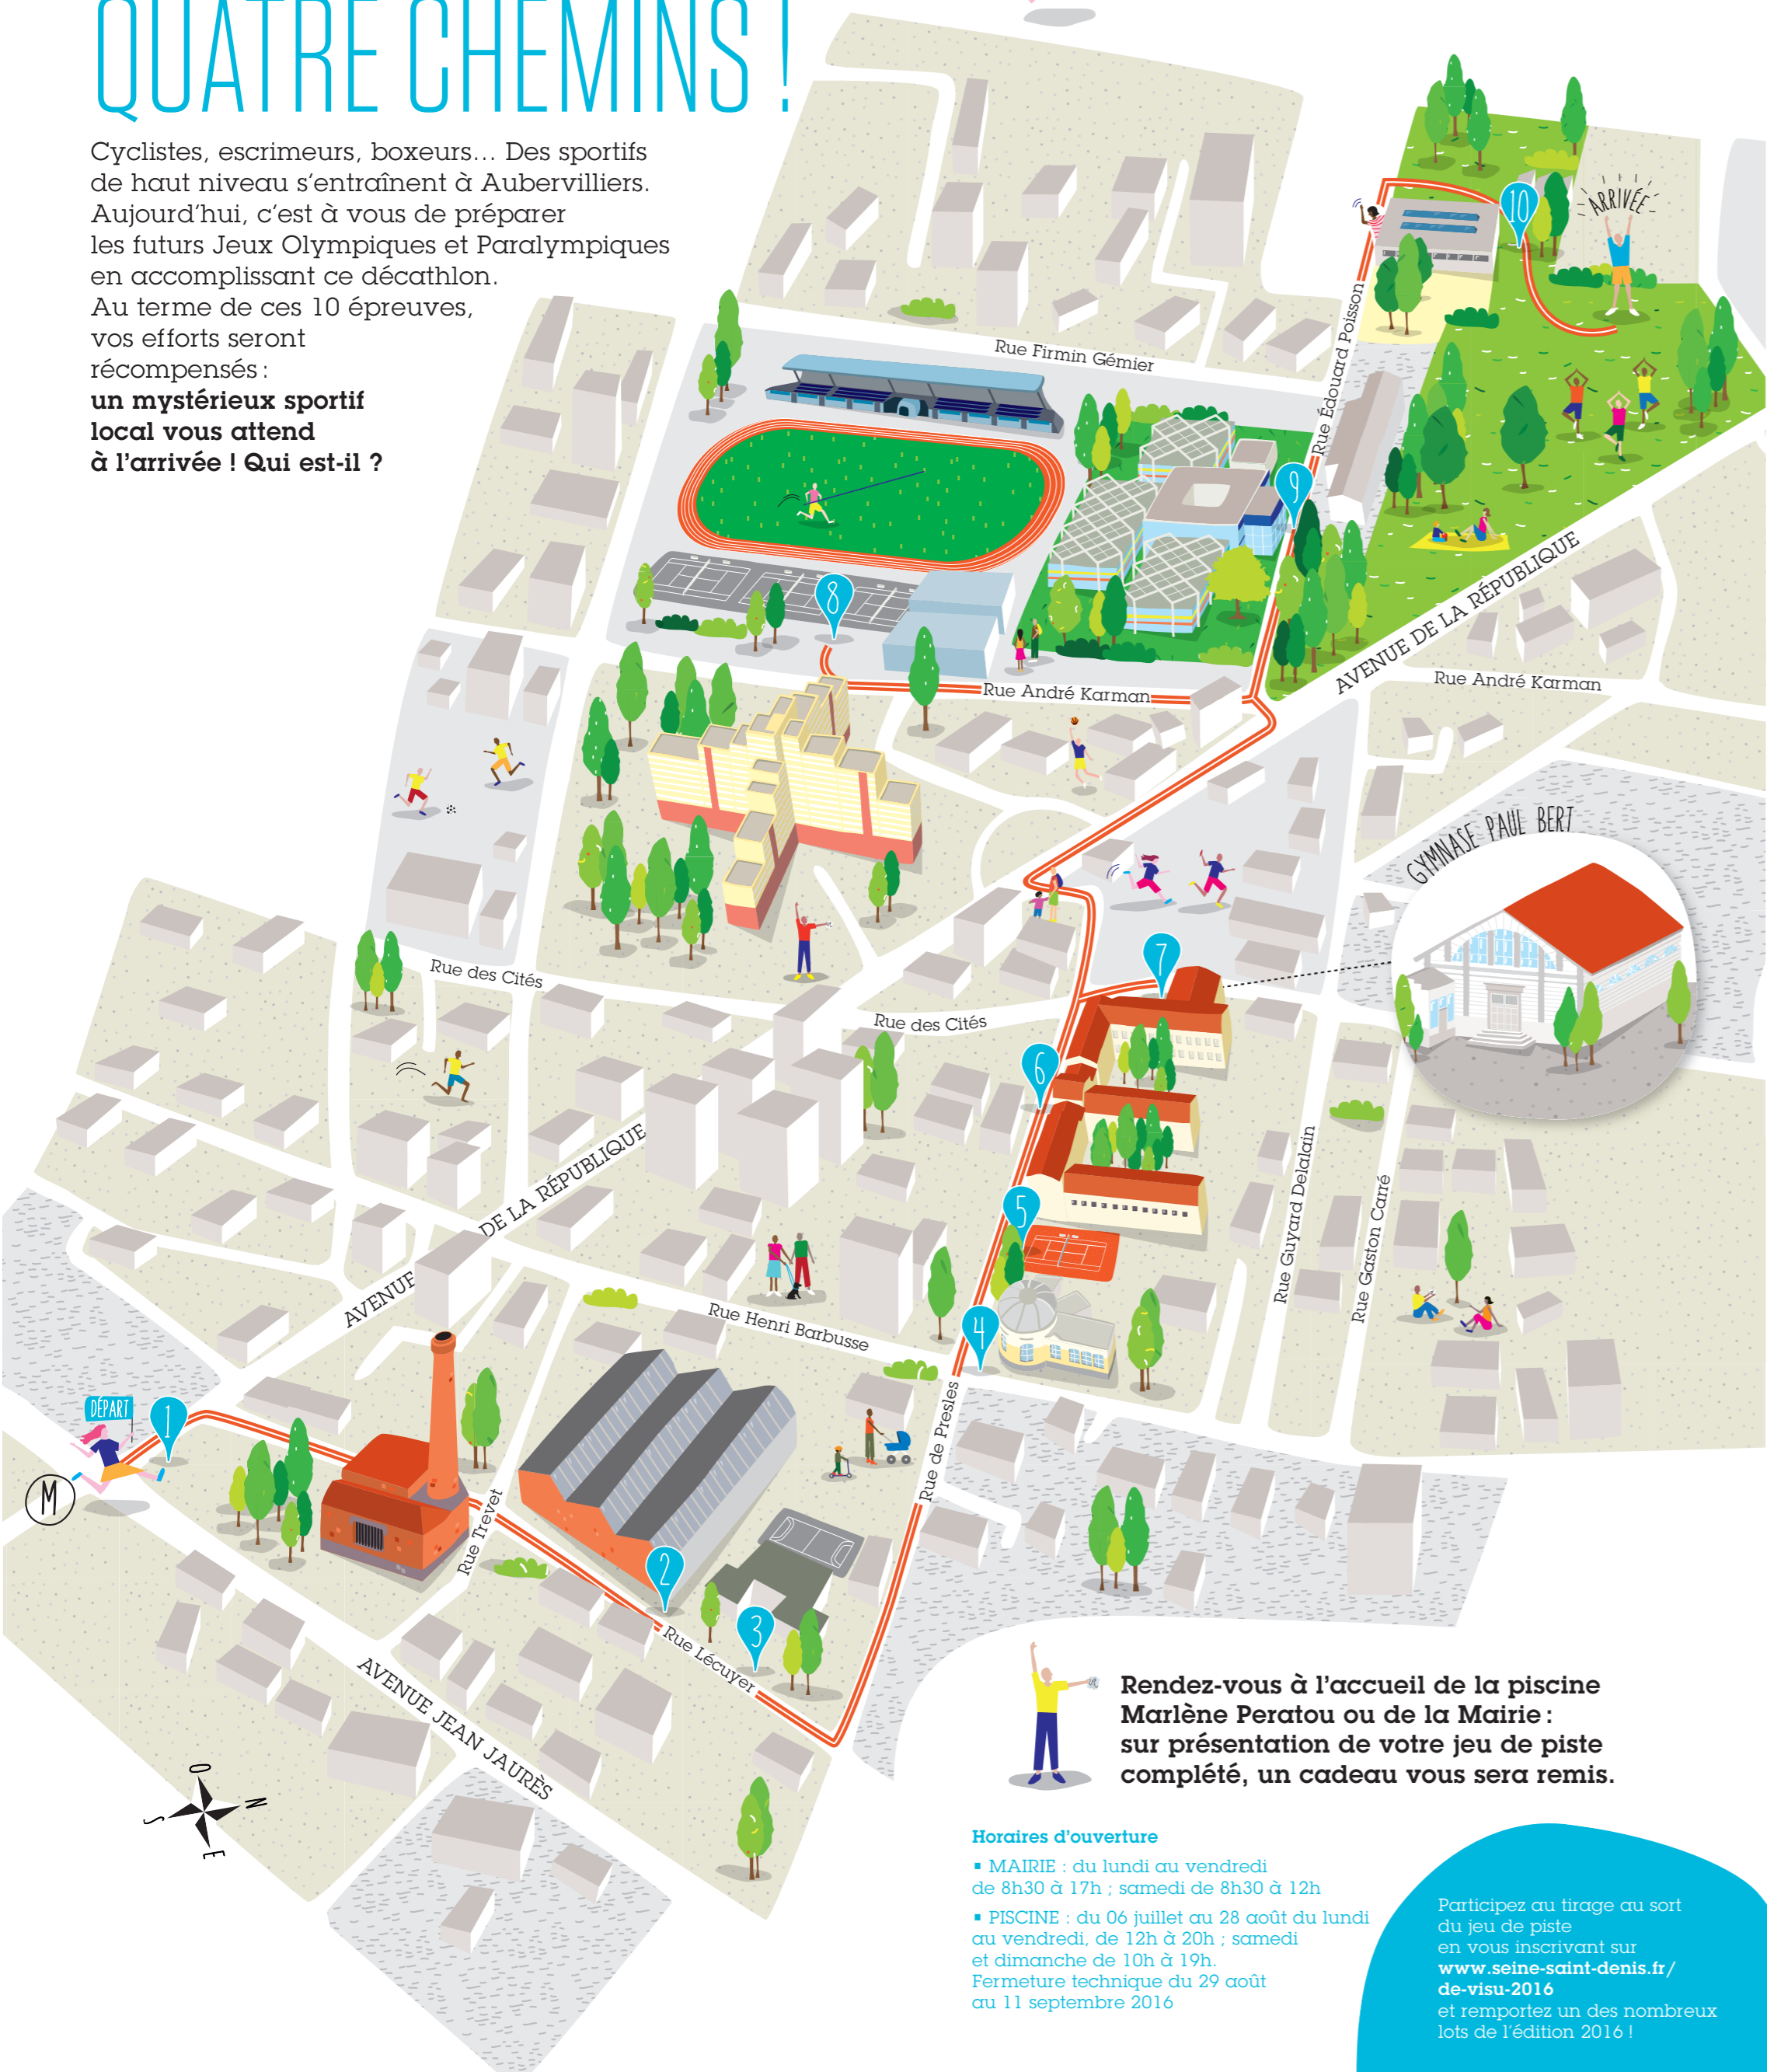 QUATRE CHEMINS !
Cyclistes, escrimeurs, boxeurs... Des sportifs
de haut niveau s'entraînent à Aubervilliers.
Aujourd'hui, c'est à vous de préparer
les futurs Jeux Olympiques et Paralympiques
en accomplissant ce décathlon.
Au terme de ces 10 épreuves,
vos efforts seront
récompensés :
un mystérieux sportif
local vous attend
à l'arrivée ! Qui est-il ?
10
ARRIVÉE
Rue Firmin Gémier
Rue Édouard Poisson
9
8
AVENUE DE LA RÉPUBLIQUE
Rue André Karman
Rue André Karman
GYMNASE PAUL BERT
7
Rue des Cités
Rue des Cités
6
5
Rue Guyard Delalain
Rue Gaston Carré
AVENUE
DE LA RÉPUBLIQUE
Rue Henri Barbusse
4
DÉPART
1
M
Rue Trevet
Rue de Presles
2
3
Rue Lécuyer
AVENUE JEAN JAURÈS
O
N
S
E
Rendez-vous à l'accueil de la piscine
Marlène Peratou ou de la Mairie :
sur présentation de votre jeu de piste
complété, un cadeau vous sera remis.
Horaires d'ouverture
▪ MAIRIE : du lundi au vendredi
de 8h30 à 17h ; samedi de 8h30 à 12h
▪ PISCINE : du 06 juillet au 28 août du lundi
au vendredi, de 12h à 20h ; samedi
et dimanche de 10h à 19h.
Fermeture technique du 29 août
au 11 septembre 2016
Participez au tirage au sort
du jeu de piste
en vous inscrivant sur
www.seine-saint-denis.fr/
de-visu-2016
et remportez un des nombreux
lots de l'édition 2016 !